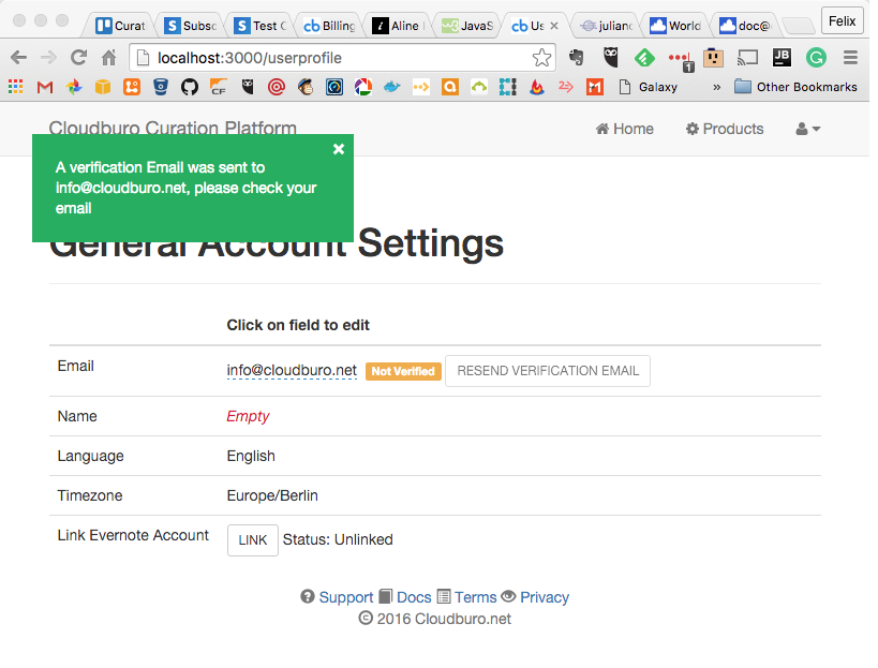 Curat
Subsc
Test C
Billing
Aline
JavaS
Us
juliand
World
doc@
Felix
localhost:3000/userprofile
Galaxy
»
Other Bookmarks
Cloudburo Curation Platform
Home
Products
A verification Email was sent to
info@cloudburo.net, please check your
email
General Account Settings
Click on field to edit
Email info@cloudburo.net Not Verified RESEND VERIFICATION EMAIL
Name Empty
Language English
Timezone Europe/Berlin
Link Evernote Account LINK Status: Unlinked
Support Docs Terms Privacy
© 2016 Cloudburo.net